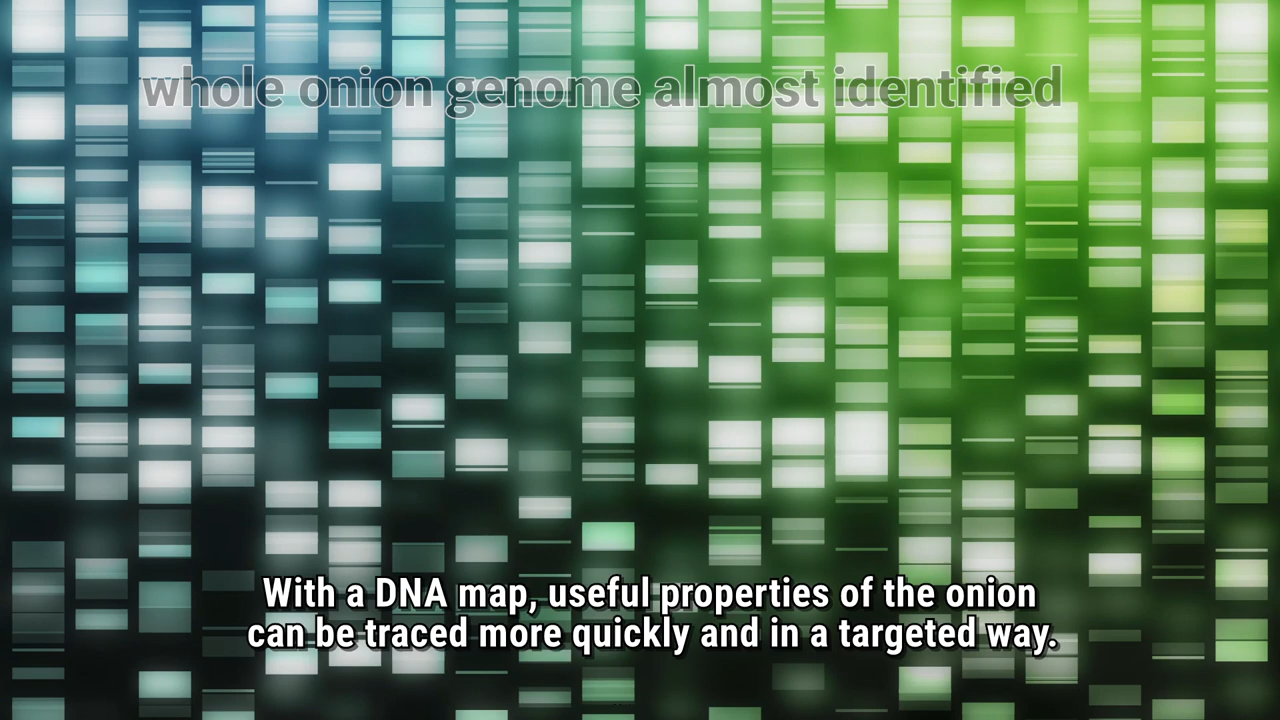 whole onion genome almost identified
With a DNA map, useful properties of the onion
can be traced more quickly and in a targeted way.